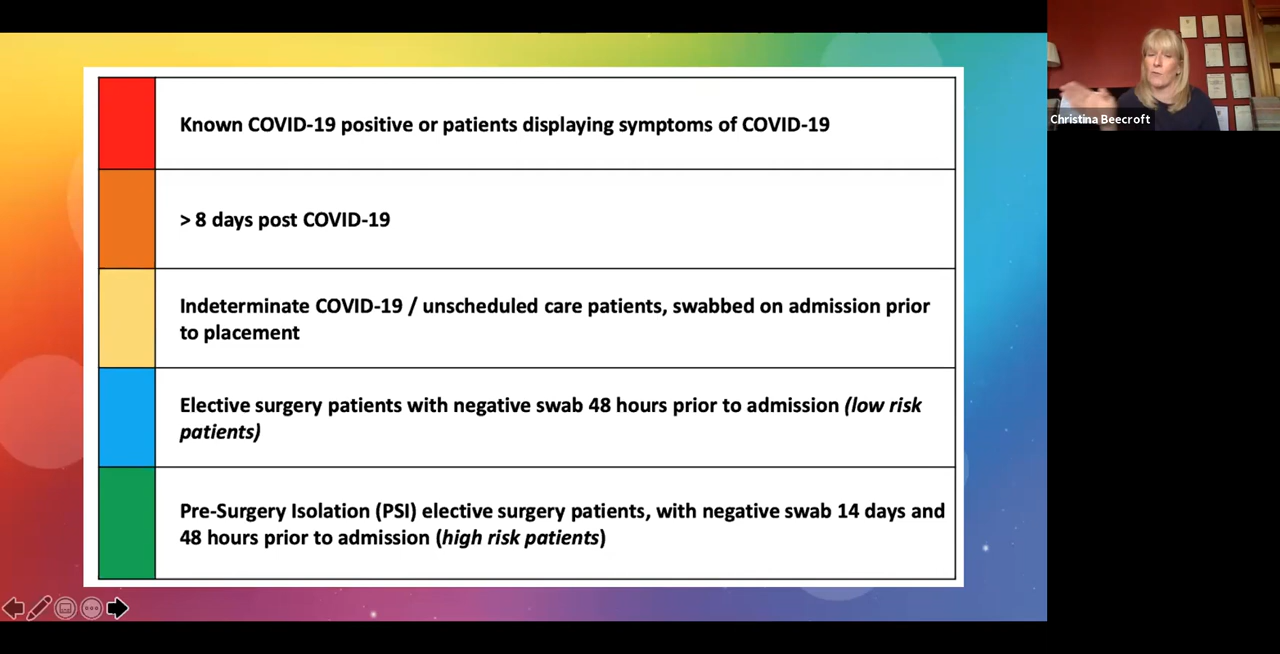 Known COVID-19 positive or patients displaying symptoms of COVID-19
> 8 days post COVID-19
Indeterminate COVID-19 / unscheduled care patients, swabbed on admission prior
to placement
Elective surgery patients with negative swab 48 hours prior to admission (low risk
patients)
Pre-Surgery Isolation (PSI) elective surgery patients, with negative swab 14 days and
48 hours prior to admission (high risk patients)
Christina Beecroft